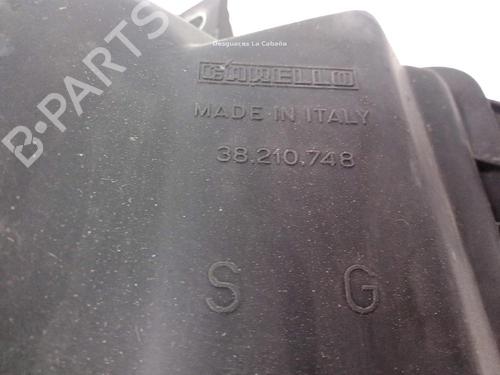 Desguaces La Cabaña
CARELLO
MADE IN ITALY
38.210.748
S G
B-PARTS